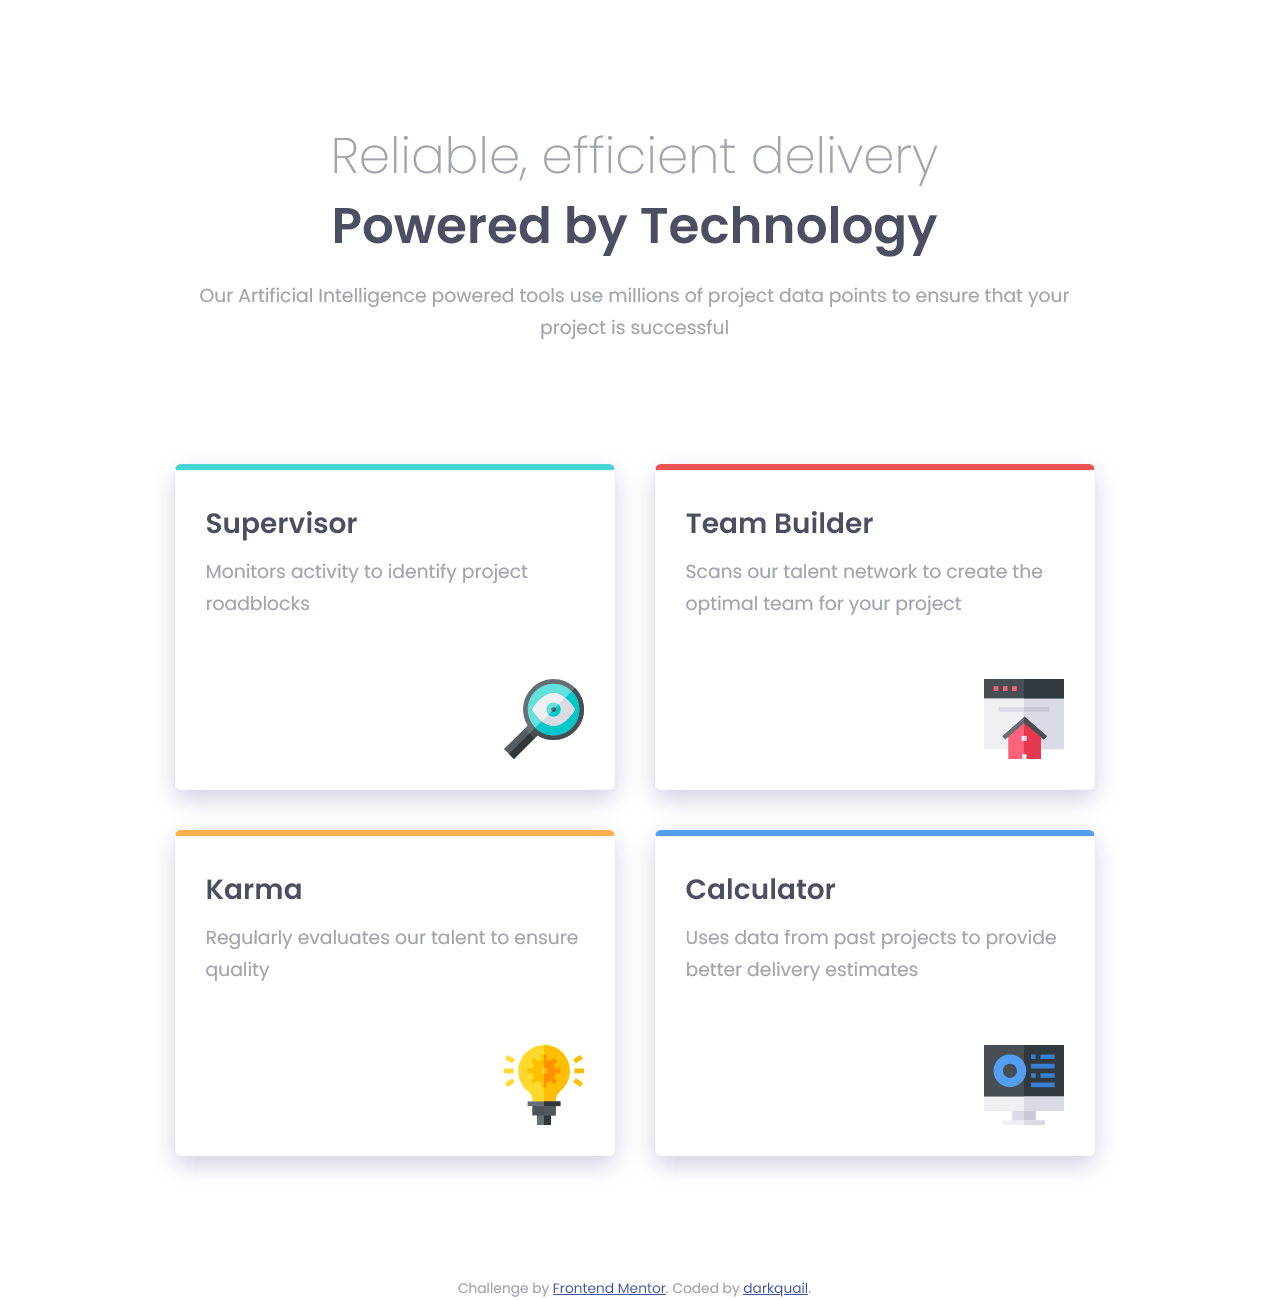 Reliable, efficient delivery
Powered by Technology
Our Artificial Intelligence powered tools use millions of project data points to ensure that your
project is successful
Supervisor
Monitors activity to identify project
roadblocks
Team Builder
Scans our talent network to create the
optimal team for your project
Karma
Regularly evaluates our talent to ensure
quality
Calculator
Uses data from past projects to provide
better delivery estimates
Challenge by Frontend Mentor. Coded by darkquail.